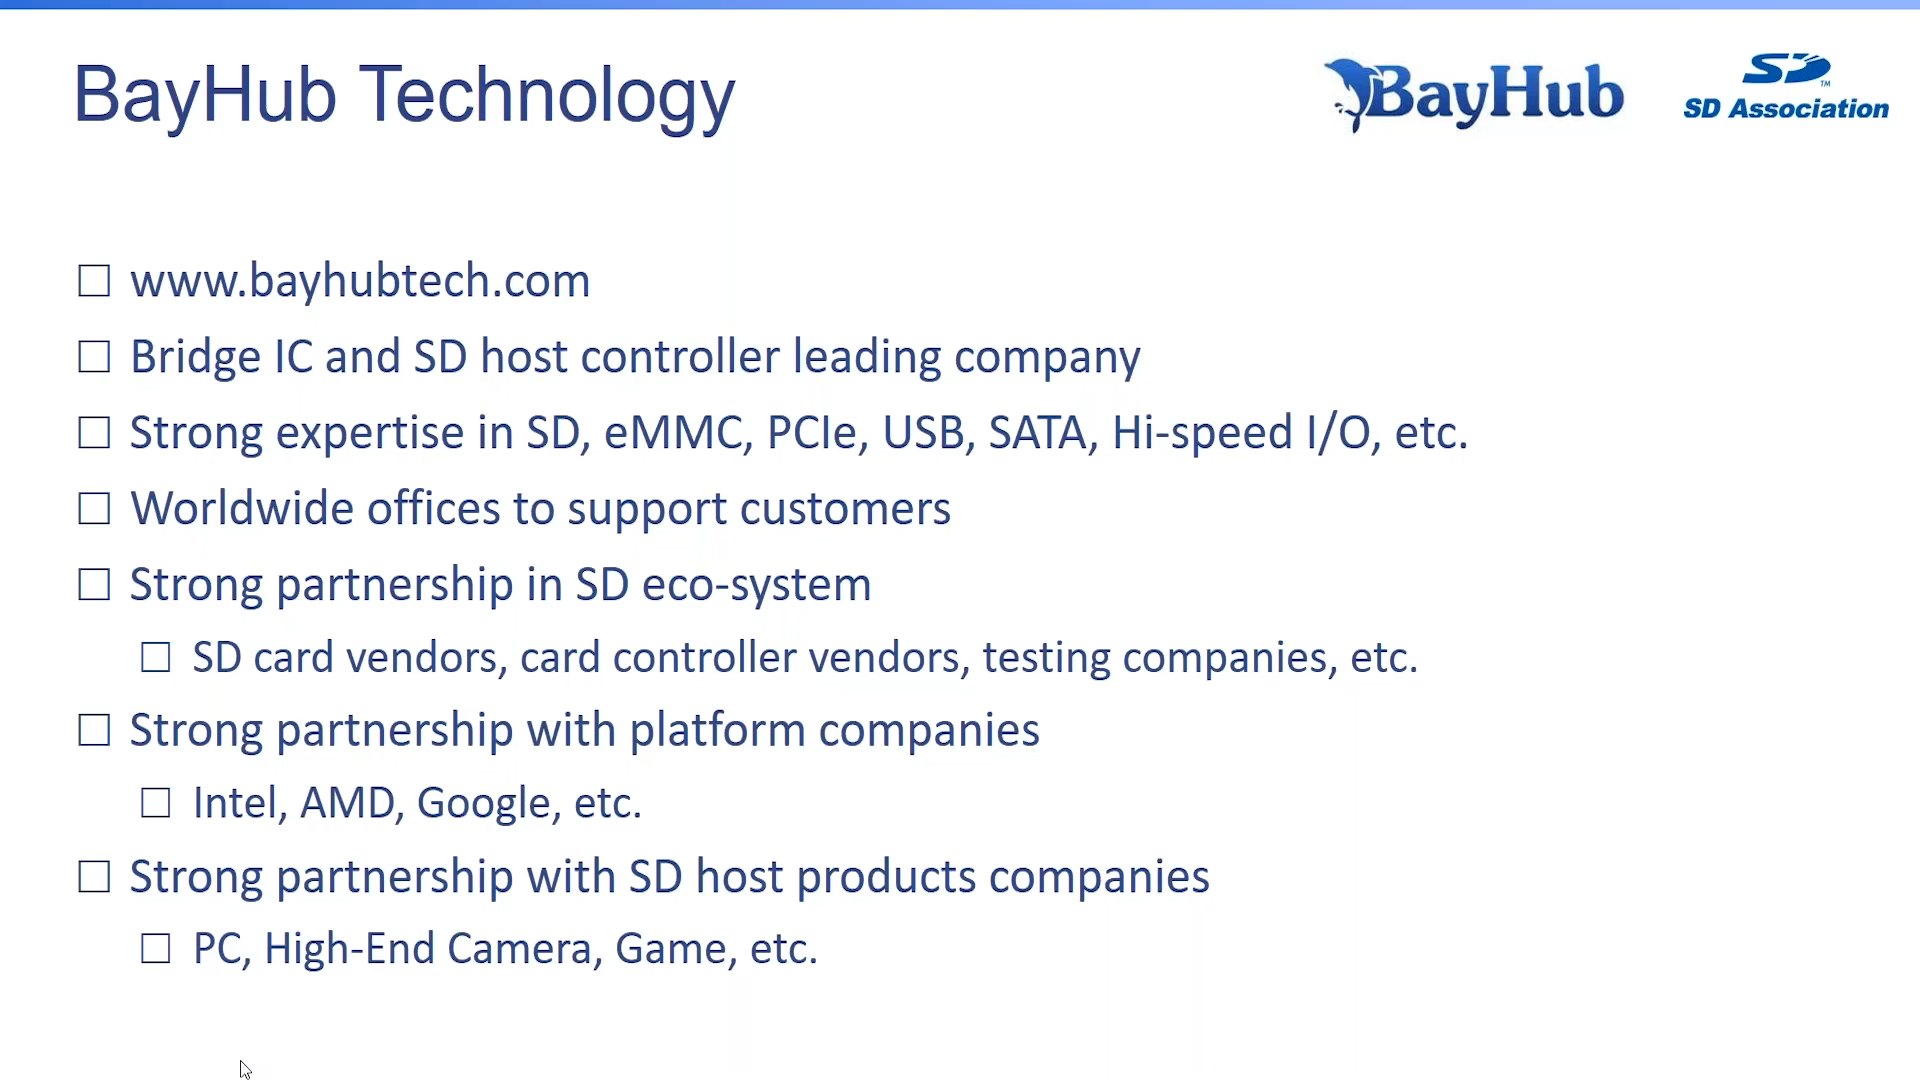 BayHub Technology
BayHub
SD
TM
SD Association
www.bayhubtech.com
Bridge IC and SD host controller leading company
Strong expertise in SD, eMMC, PCIe, USB, SATA, Hi-speed I/O, etc.
Worldwide offices to support customers
Strong partnership in SD eco-system
SD card vendors, card controller vendors, testing companies, etc.
Strong partnership with platform companies
Intel, AMD, Google, etc.
Strong partnership with SD host products companies
PC, High-End Camera, Game, etc.